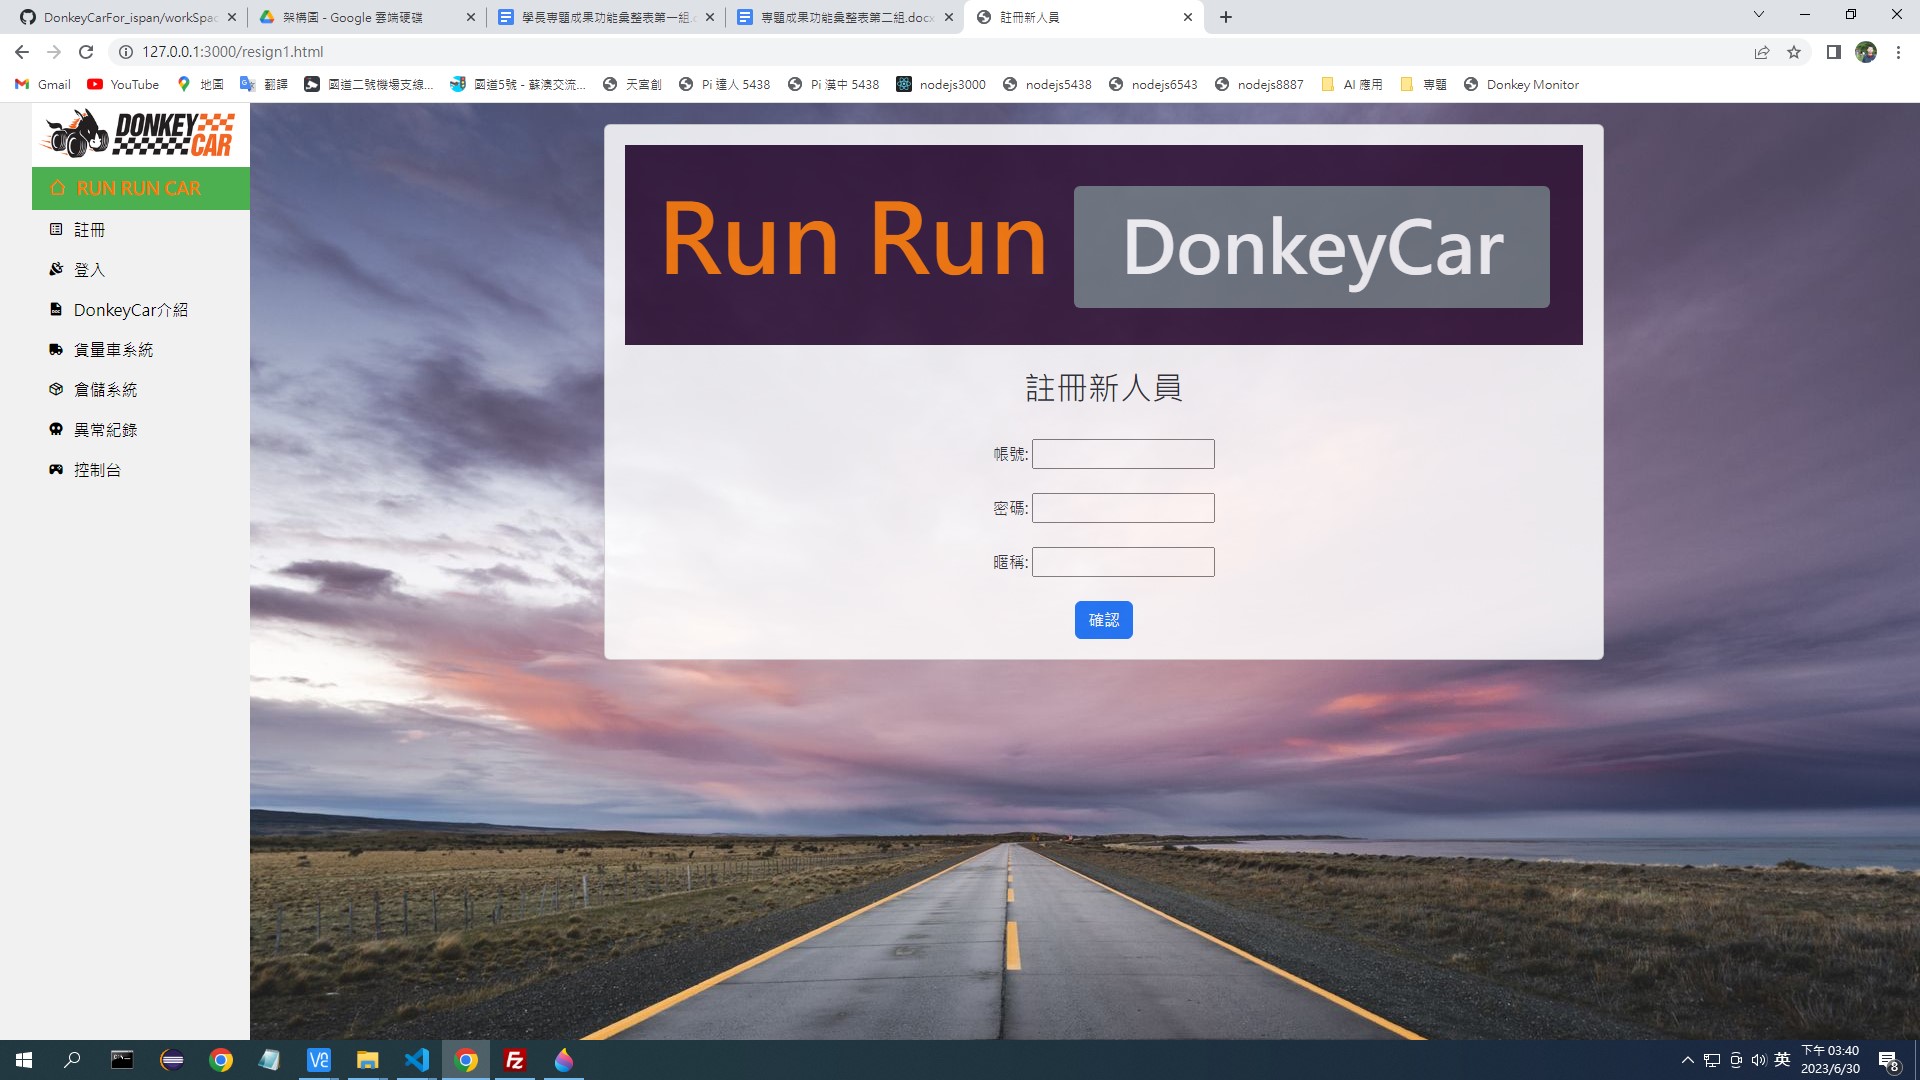 DonkeyCarFor_ispan/workSpac
架構圖 - Google 雲端硬碟
學長專題成果功能彙整表第一組.c
專題成果功能彙整表第二組.docx
註冊新人員
127.0.0.1:3000/resign1.html
Gmail
YouTube
地圖
翻譯
國道二號機場支線...
國道5號 - 蘇澳交流...
天宮創
Pi 達人 5438
Pi 漢中 5438
nodejs3000
nodejs5438
nodejs6543
nodejs8887
AI 應用
專題
Donkey Monitor
DONKEY
CAR
RUN RUN CAR
註冊
登入
DonkeyCar介紹
貨量車系統
倉儲系統
異常紀錄
控制台
Run Run DonkeyCar
註冊新人員
帳號:
密碼:
暱稱:
確認
英
下午 03:40
2023/6/30
8